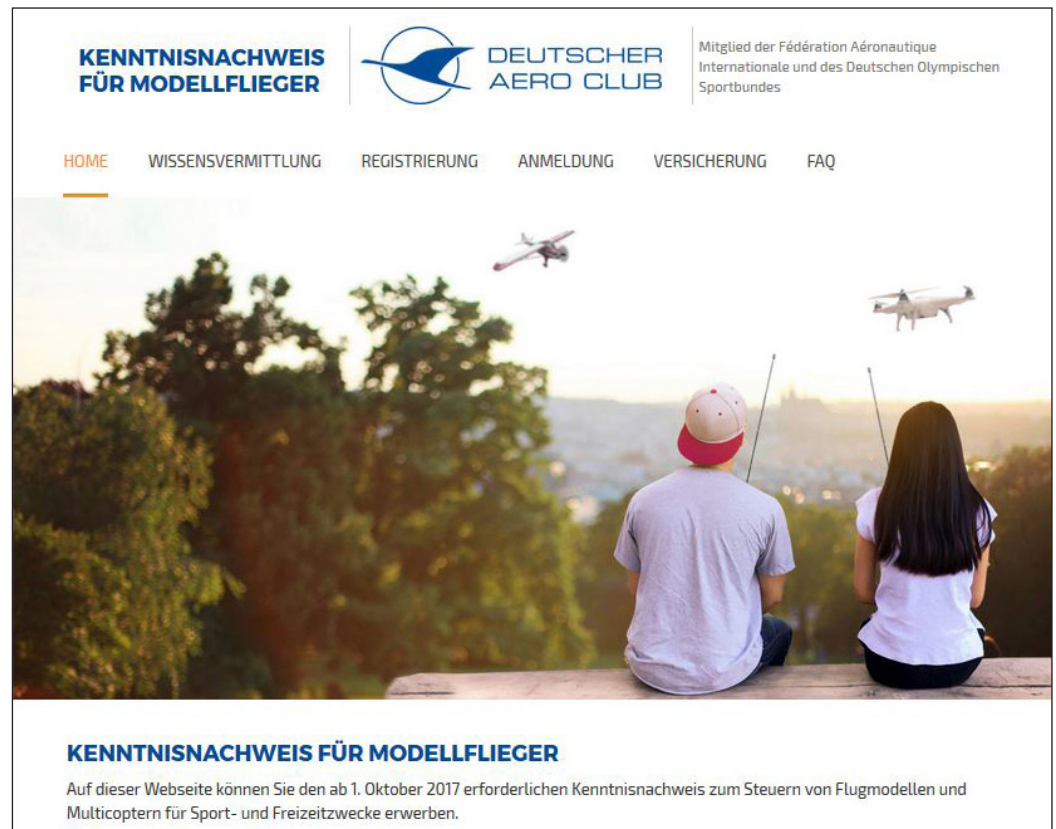 KENNTNISNACHWEIS
FÜR MODELLFLIEGER
DEUTSCHER
AERO CLUB
Mitglied der Fédération Aéronautique
Internationale und des Deutschen Olympischen
Sportbundes
HOME WISSENSVERMITTLUNG REGISTRIERUNG ANMELDUNG VERSICHERUNG FAQ
KENNTNISNACHWEIS FÜR MODELLFLIEGER
Auf dieser Webseite können Sie den ab 1. Oktober 2017 erforderlichen Kenntnisnachweis zum Steuern von Flugmodellen und
Multicoptern für Sport- und Freizeitzwecke erwerben.